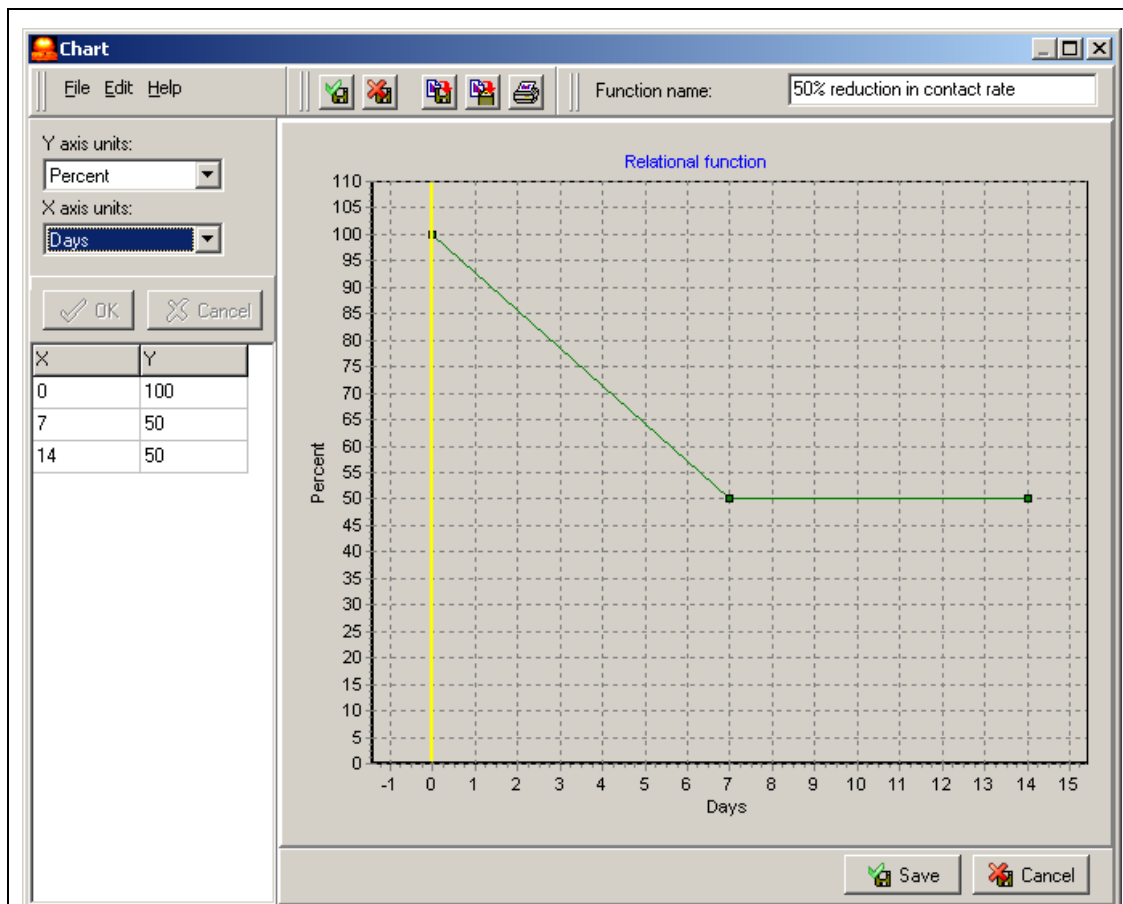 Chart
File Edit Help
Function name:
50% reduction in contact rate
Y axis units:
Percent
X axis units:
Days
OK Cancel
X Y
0 100
7 50
14 50
Relational function
110
105
100
95
90
85
80
75
70
65
60
55
50
45
40
35
30
25
20
15
10
5
0
Percent
-1 0 1 2 3 4 5 6 7 8 9 10 11 12 13 14 15
Days
Save Cancel